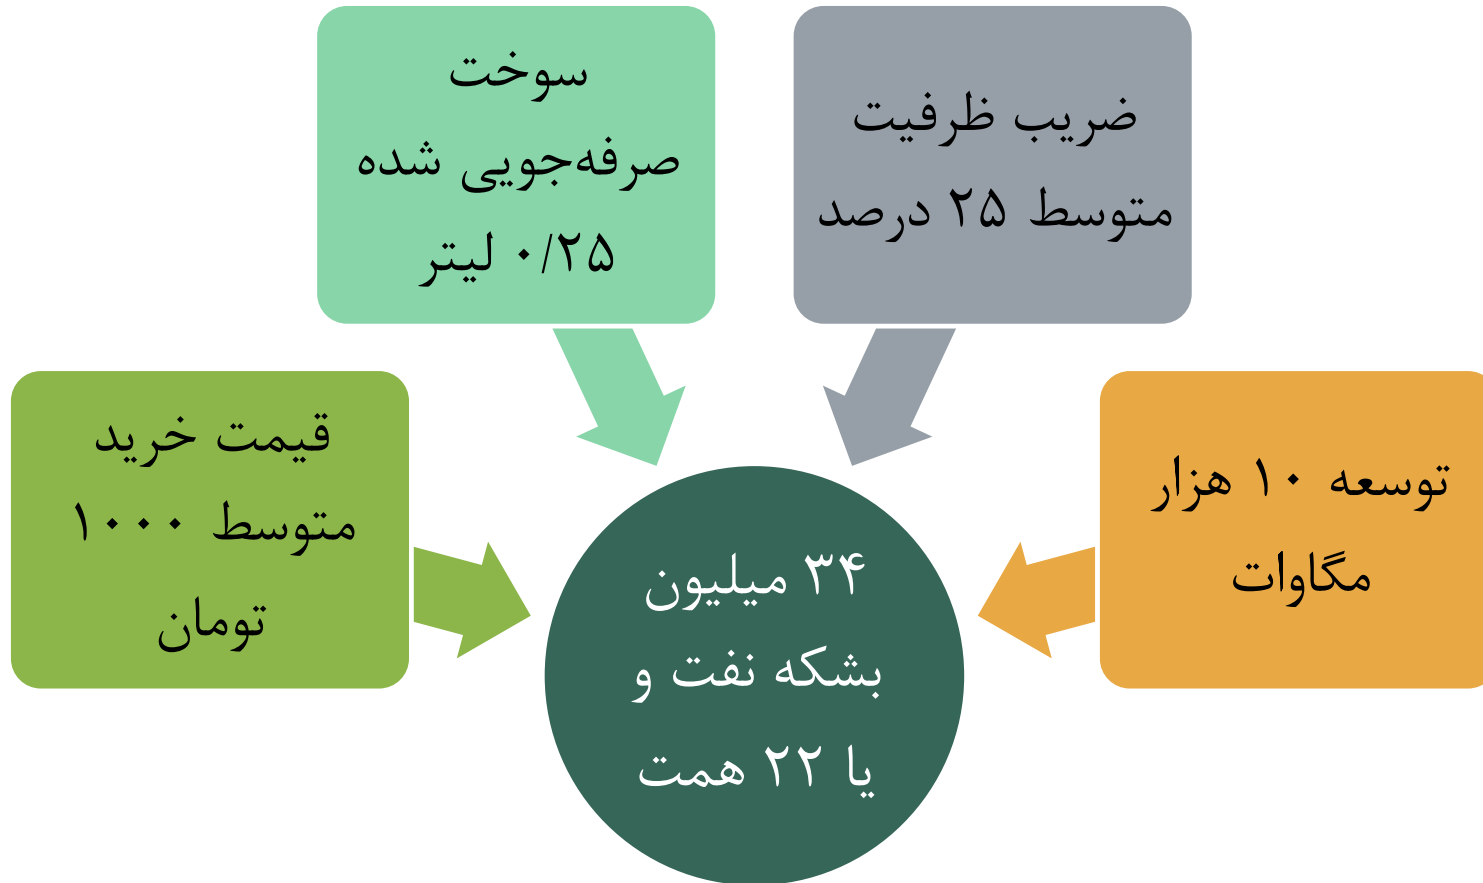 ضریب ظرفیت
متوسط ۲۵ درصد
سوخت
صرفه‌جویی شده
۰/۲۵ لیتر
توسعه ۱۰ هزار
مگاوات
قیمت خرید
متوسط ۱۰۰۰
تومان
۳۴ میلیون
بشکه نفت و
یا ۲۲ همت